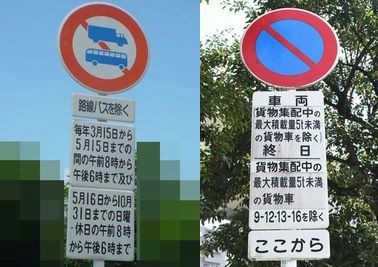 路線バスを除く
毎年3月15日から
5月15日までの
間の午前8時から
午後6時まで及び
5月16日から10月
31日までの日曜
・休日の午前8時
から午後6時まで
車両
貨物集配中の
最大積載量5t未満
の貨物車を除く
終日
貨物集配中の
最大積載量5t未満
の貨物車
9-12・13-16を除く
ここから